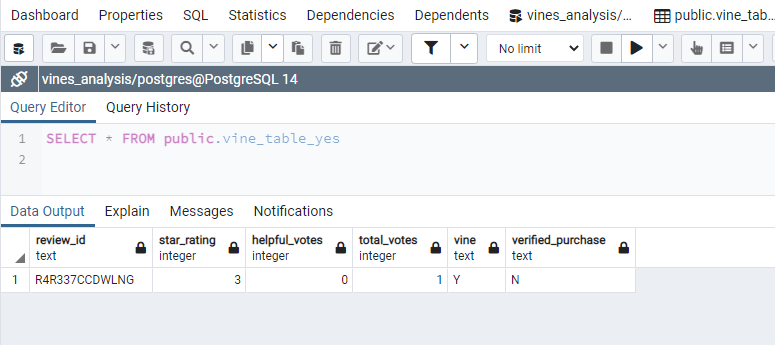 Dashboard Properties SQL Statistics Dependencies Dependents vines_analysis/... public.vine_tab...
No limit
vines_analysis/postgres@PostgreSQL 14
Query Editor Query History
1 SELECT * FROM public.vine_table_yes
2
Data Output Explain Messages Notifications
review_id star_rating helpful_votes total_votes vine verified_purchase
text integer integer integer text text
1 R4R337CCDWLNG 3 0 1 Y N